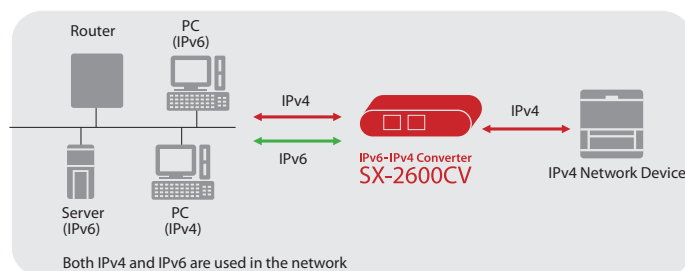 Router
PC
(IPv6)
IPv4
IPv6
IPv4
IPv6-IPv4 Converter
SX-2600CV
IPv4 Network Device
Server
(IPv6)
PC
(IPv4)
Both IPv4 and IPv6 are used in the network